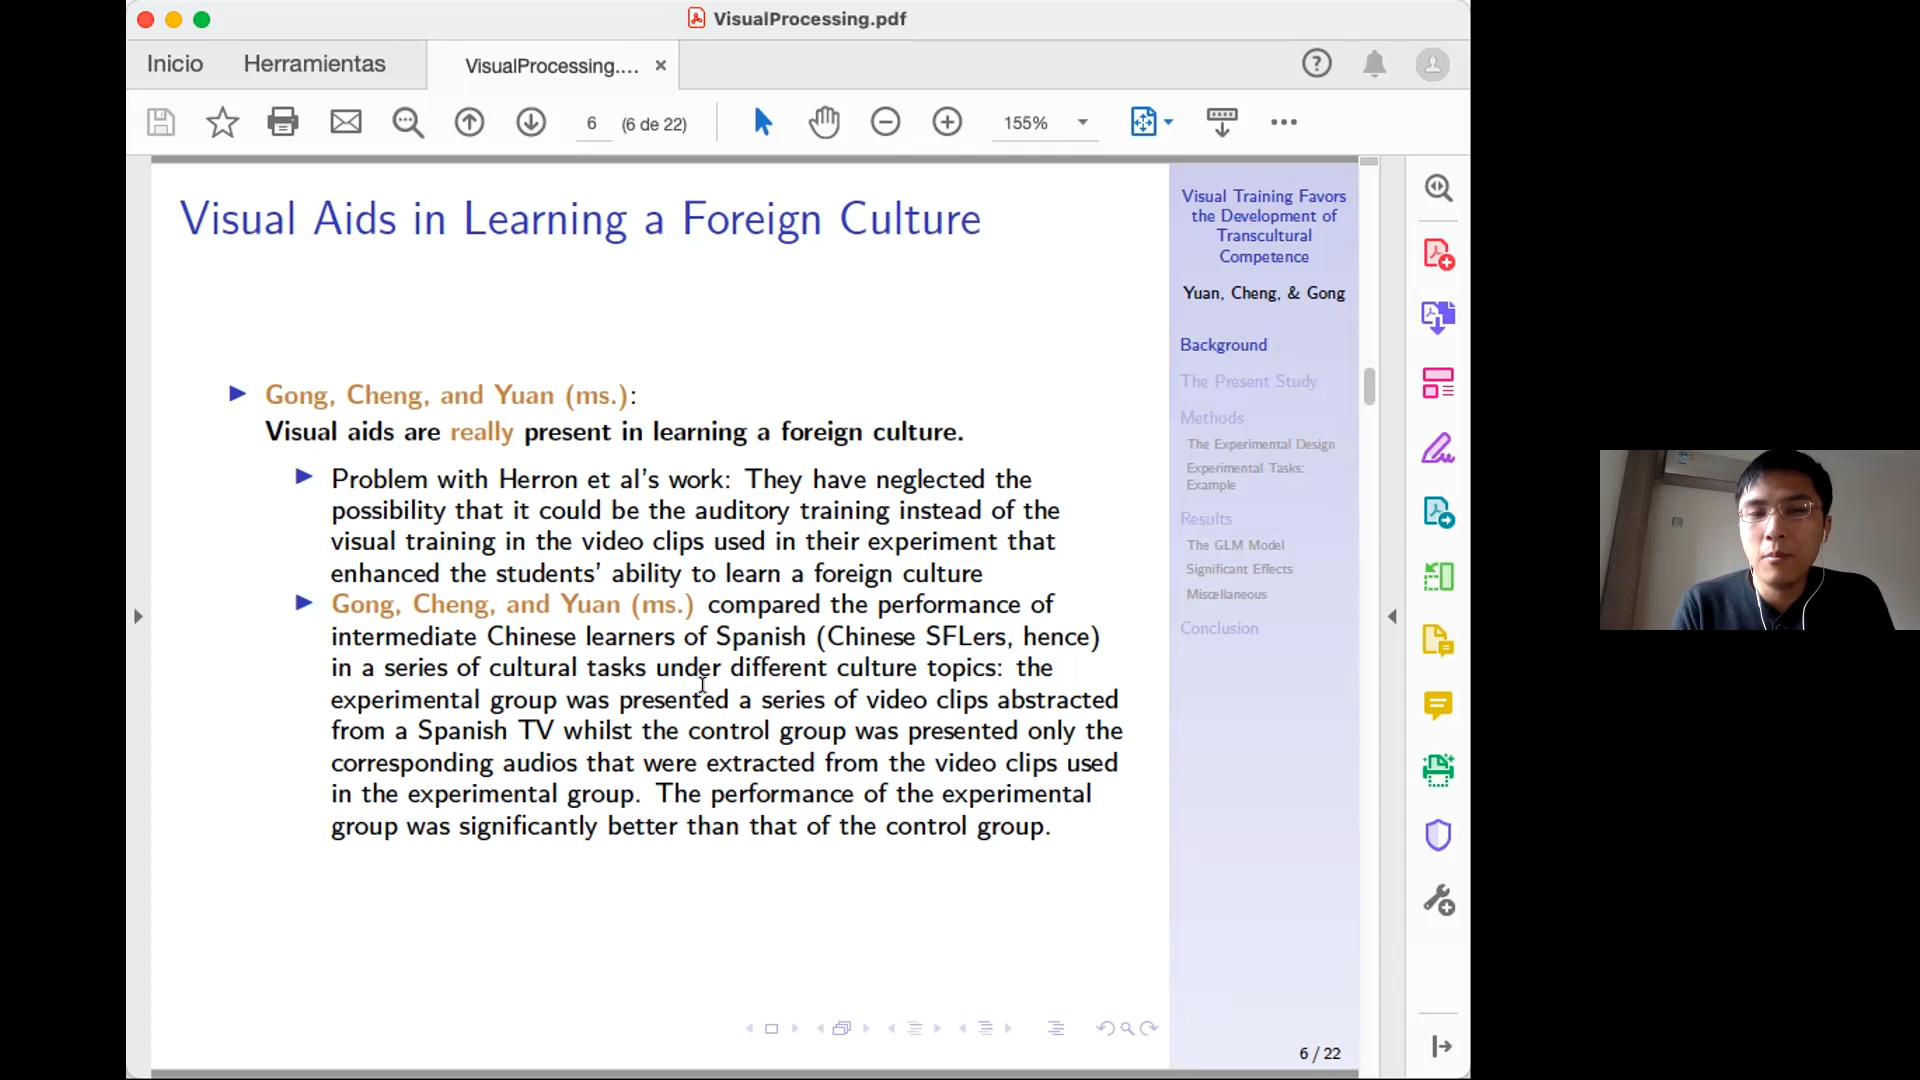 VisualProcessing.pdf
Inicio
Herramientas
VisualProcessing....
6
(6 de 22)
155%
Visual Aids in Learning a Foreign Culture
Gong, Cheng, and Yuan (ms.):
Visual aids are really present in learning a foreign culture.
Problem with Herron et al's work: They have neglected the
possibility that it could be the auditory training instead of the
visual training in the video clips used in their experiment that
enhanced the students' ability to learn a foreign culture
Gong, Cheng, and Yuan (ms.) compared the performance of
intermediate Chinese learners of Spanish (Chinese SFLers, hence)
in a series of cultural tasks under different culture topics: the
experimental group was presented a series of video clips abstracted
from a Spanish TV whilst the control group was presented only the
corresponding audios that were extracted from the video clips used
in the experimental group. The performance of the experimental
group was significantly better than that of the control group.
Visual Training Favors
the Development of
Transcultural
Competence
Yuan, Cheng, & Gong
Background
The Present Study
Methods
The Experimental Design
Experimental Tasks:
Example
Results
The GLM Model
Significant Effects
Miscellaneous
Conclusion
6 / 22